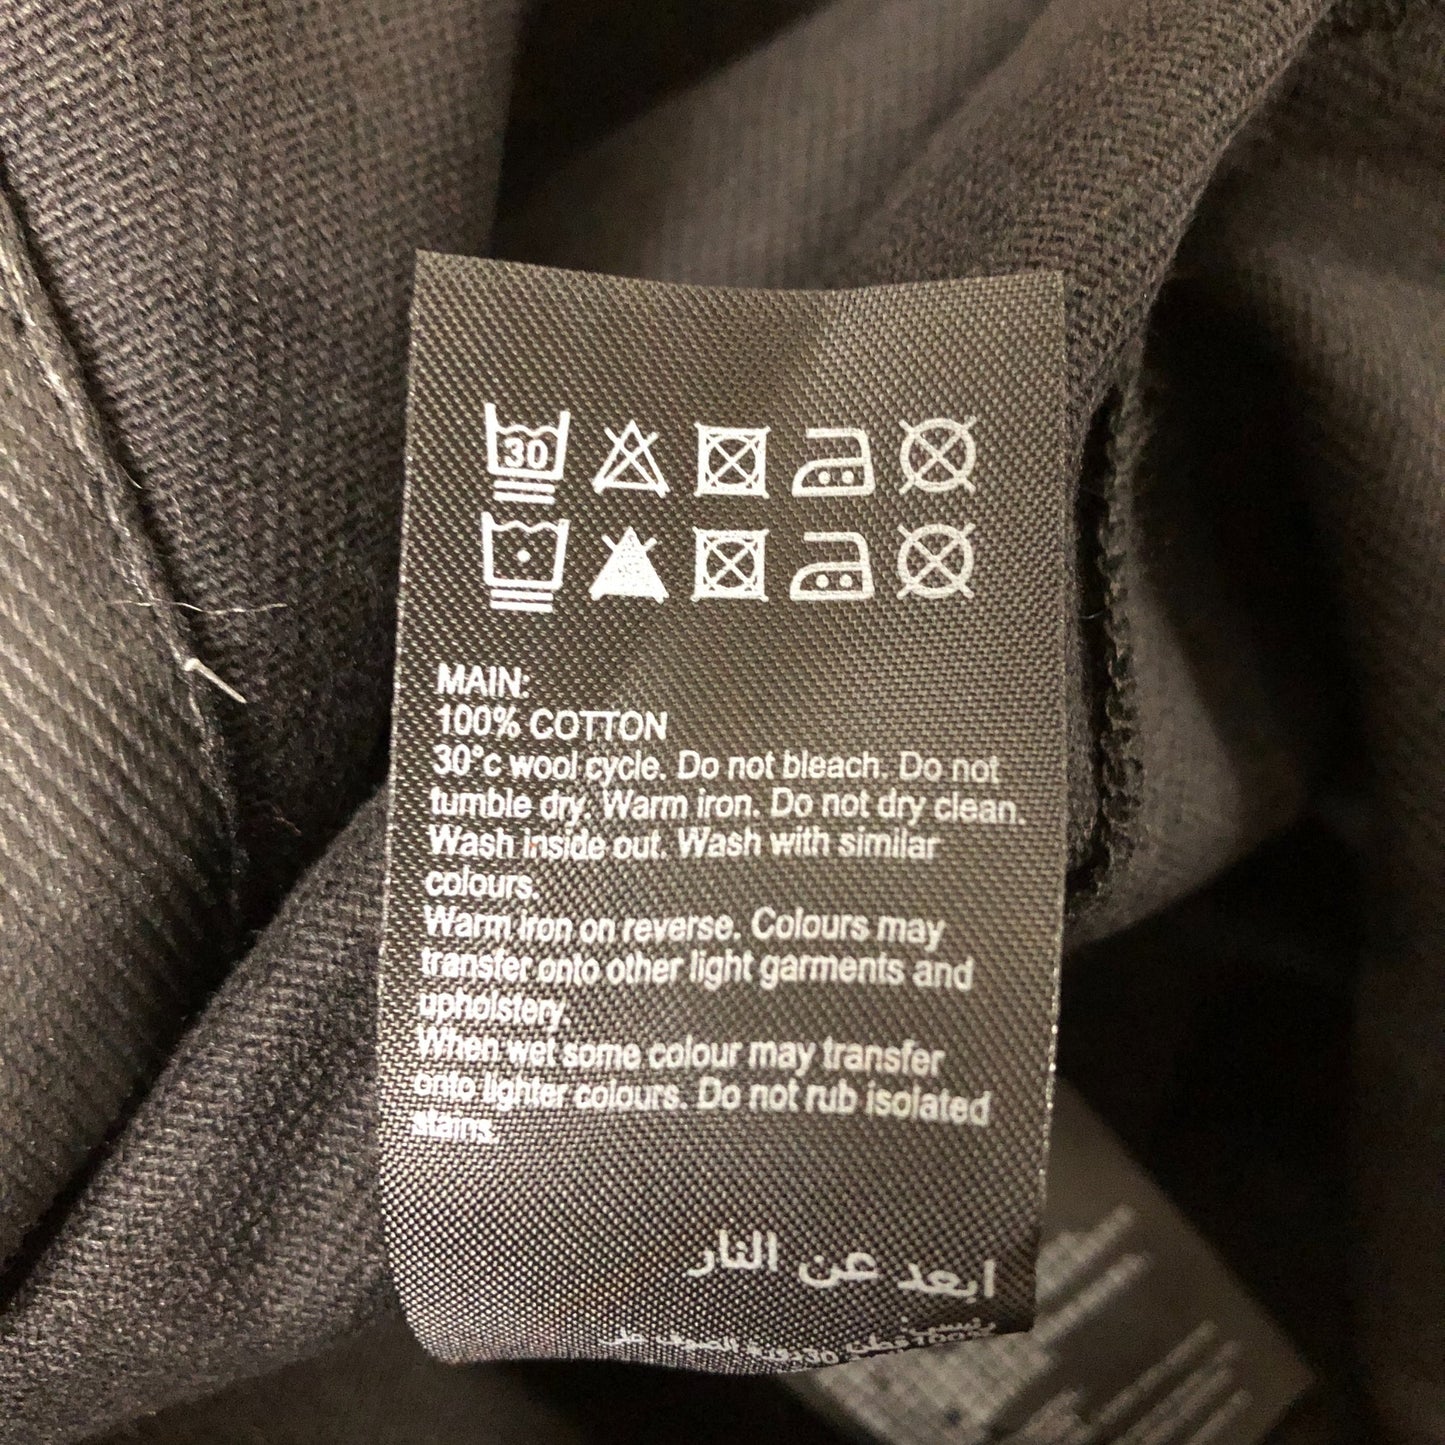 30
MAIN:
100% COTTON
30°c wool cycle. Do not bleach. Do not
tumble dry. Warm iron. Do not dry clean.
Wash inside out. Wash with similar
colours.
Warm iron on reverse. Colours may
transfer onto other light garments and
upholstery.
When wet some colour may transfer
onto lighter colours. Do not rub isolated
stains.
ابعد عن النار